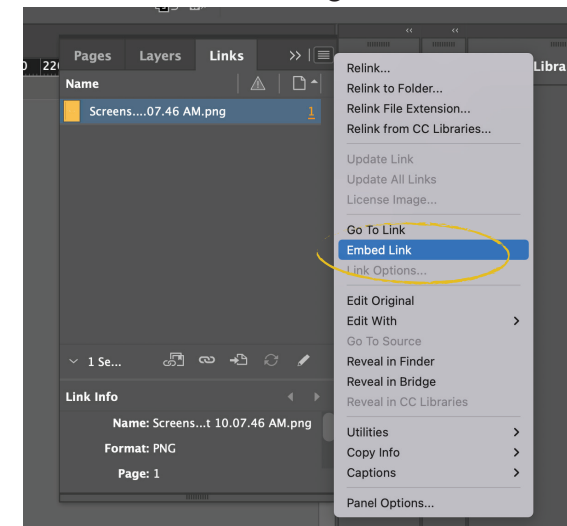 0 220
Pages Layers Links >>
Name
Screens....07.46 AM.png 1
1 Se...
Link Info
Name: Screens...t 10.07.46 AM.png
Format: PNG
Page: 1
Relink...
Relink to Folder...
Relink File Extension...
Relink from CC Libraries...
Update Link
Update All Links
License Image...
Go To Link
Embed Link
Link Options...
Edit Original
Edit With
Go To Source
Reveal in Finder
Reveal in Bridge
Reveal in CC Libraries
Utilities
Copy Info
Captions
Panel Options...
Libra